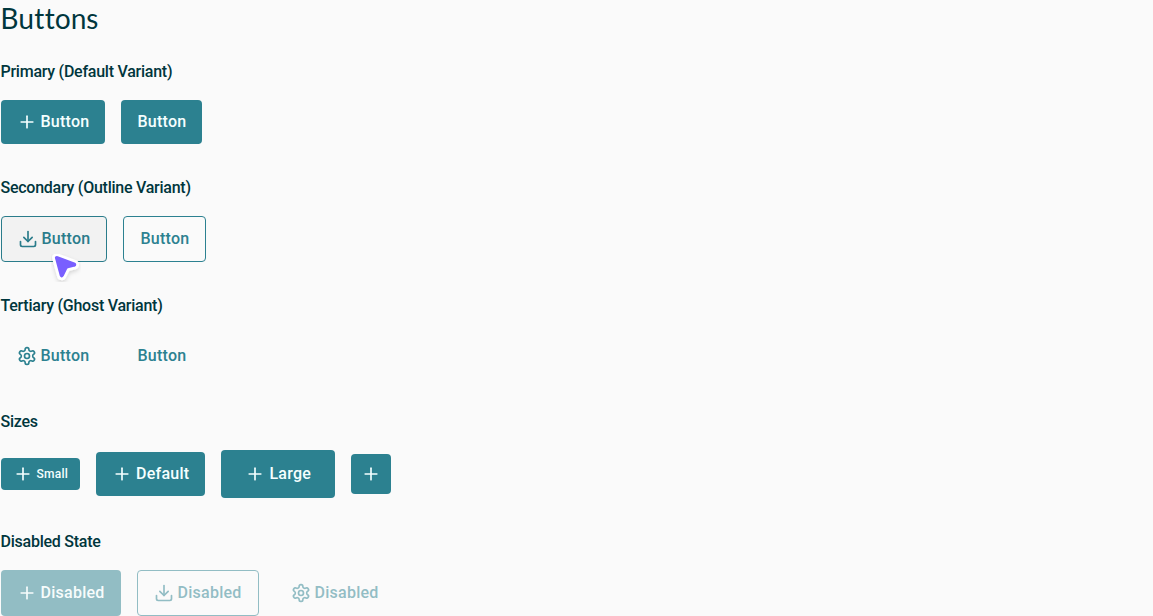 Buttons
Primary (Default Variant)
Button Button
Secondary (Outline Variant)
Button Button
Tertiary (Ghost Variant)
Button Button
Sizes
Small Default Large
Disabled State
Disabled Disabled Disabled